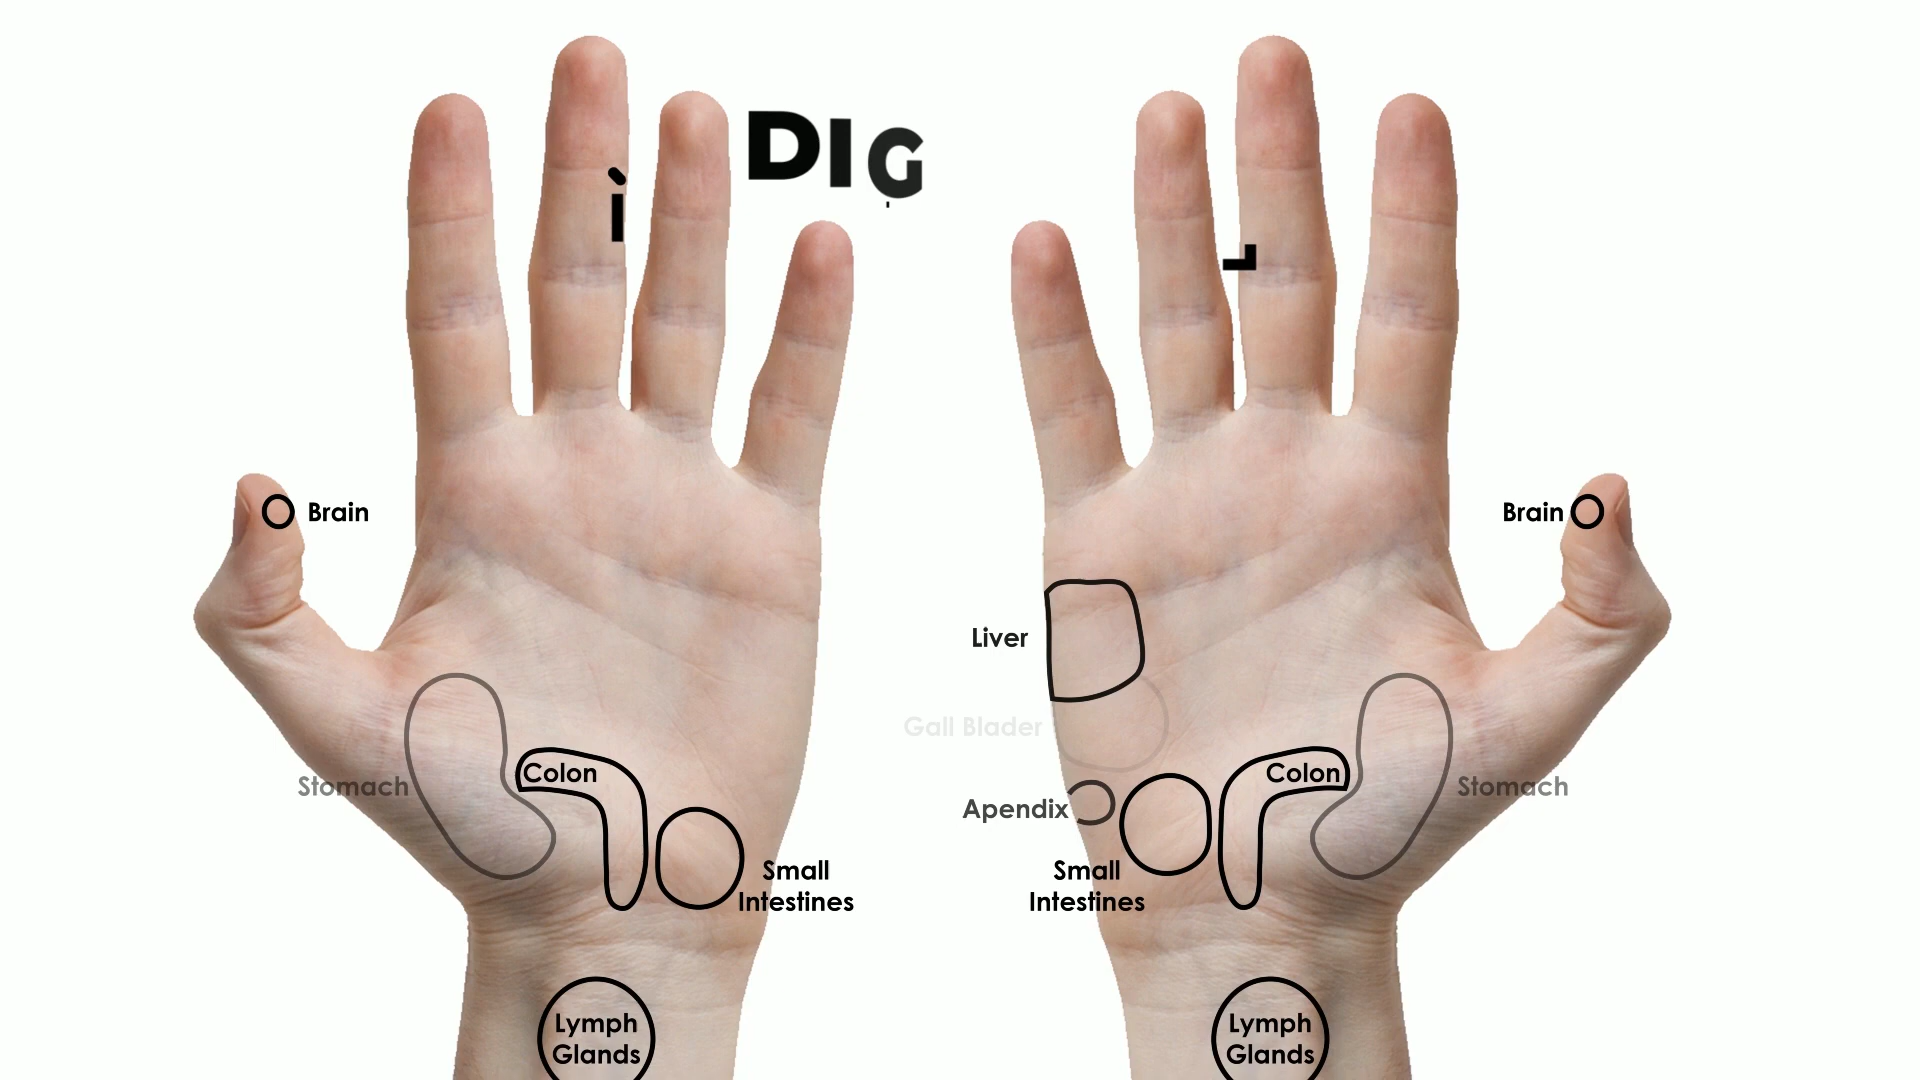 DIG
Brain
Brain
Liver
Gall Blader
Stomach
Colon
Colon
Stomach
Apendix
Small
Intestines
Small
Intestines
Lymph
Glands
Lymph
Glands